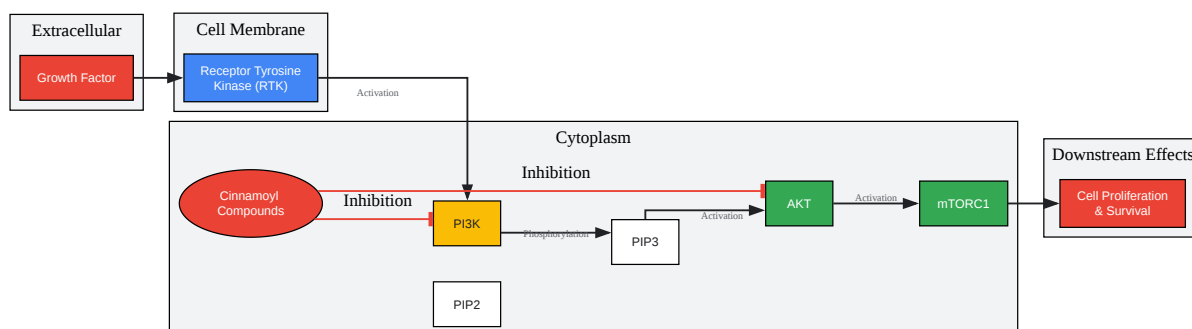 Extracellular
Growth Factor
Cell Membrane
Receptor Tyrosine
Kinase (RTK)
Activation
Cytoplasm
Inhibition
Cinnamoyl
Compounds
Inhibition
PI3K
Phosphorylation
PIP3
Activation
AKT
Activation
mTORC1
PIP2
Downstream Effects
Cell Proliferation
& Survival